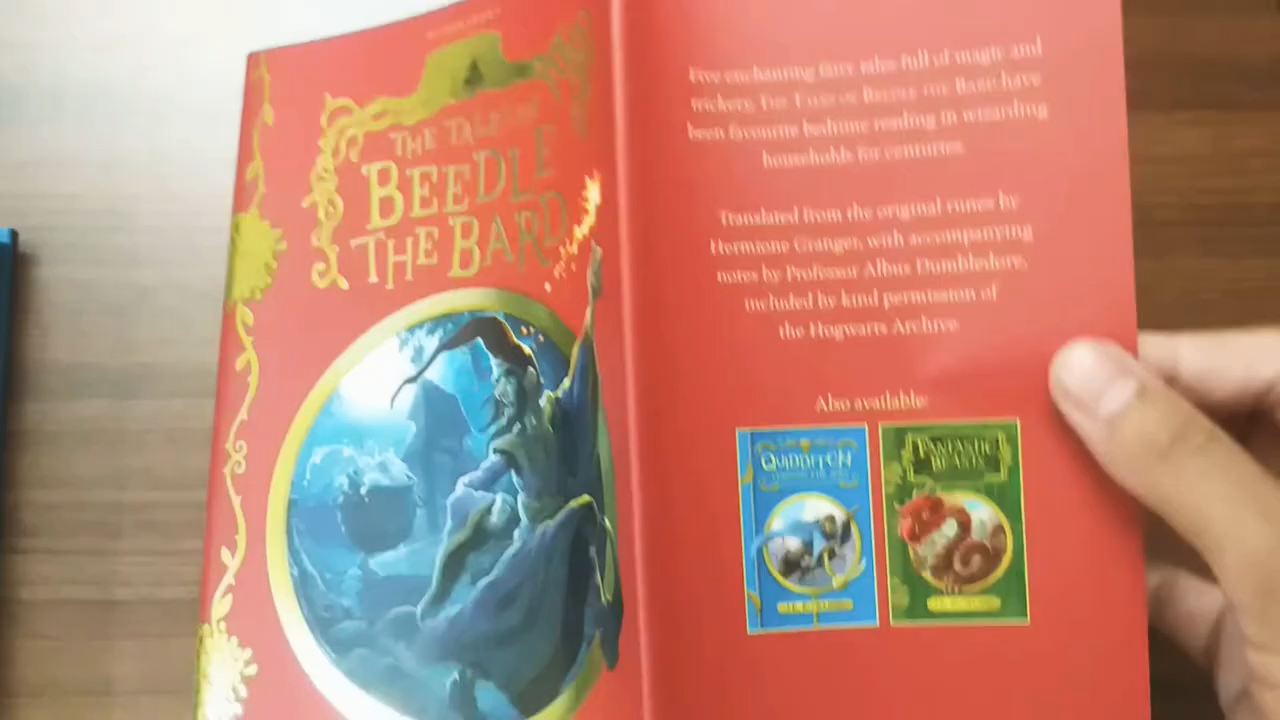 THE TALES OF
BEEDLE
THE BARD
Five enchanting fairy tales full of magic and
trickery, THE TALES OF BEEDLE THE BARD have
been favourite bedtime reading in wizarding
households for centuries.
Translated from the original runes by
Hermione Granger, with accompanying
notes by Professor Albus Dumbledore,
included by kind permission of
the Hogwarts Archive.
Also available:
QUIDDITCH
FANTASTIC
BEASTS